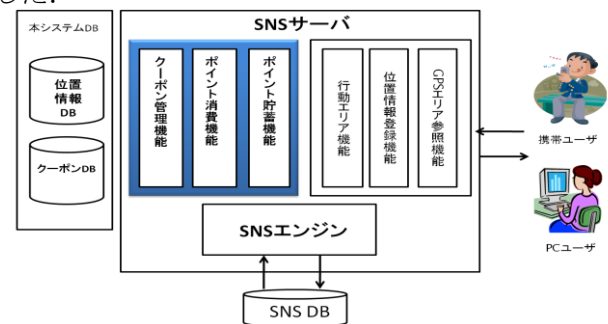 した.
本システムDB
位置
情報
DB
クーポンDB
SNSサーバ
クーポン管理機能
ポイント消費機能
ポイント貯蓄機能
行動エリア機能
位置情報登録機能
GPSエリア参照機能
SNSエンジン
SNS DB
携帯ユーザ
PCユーザ